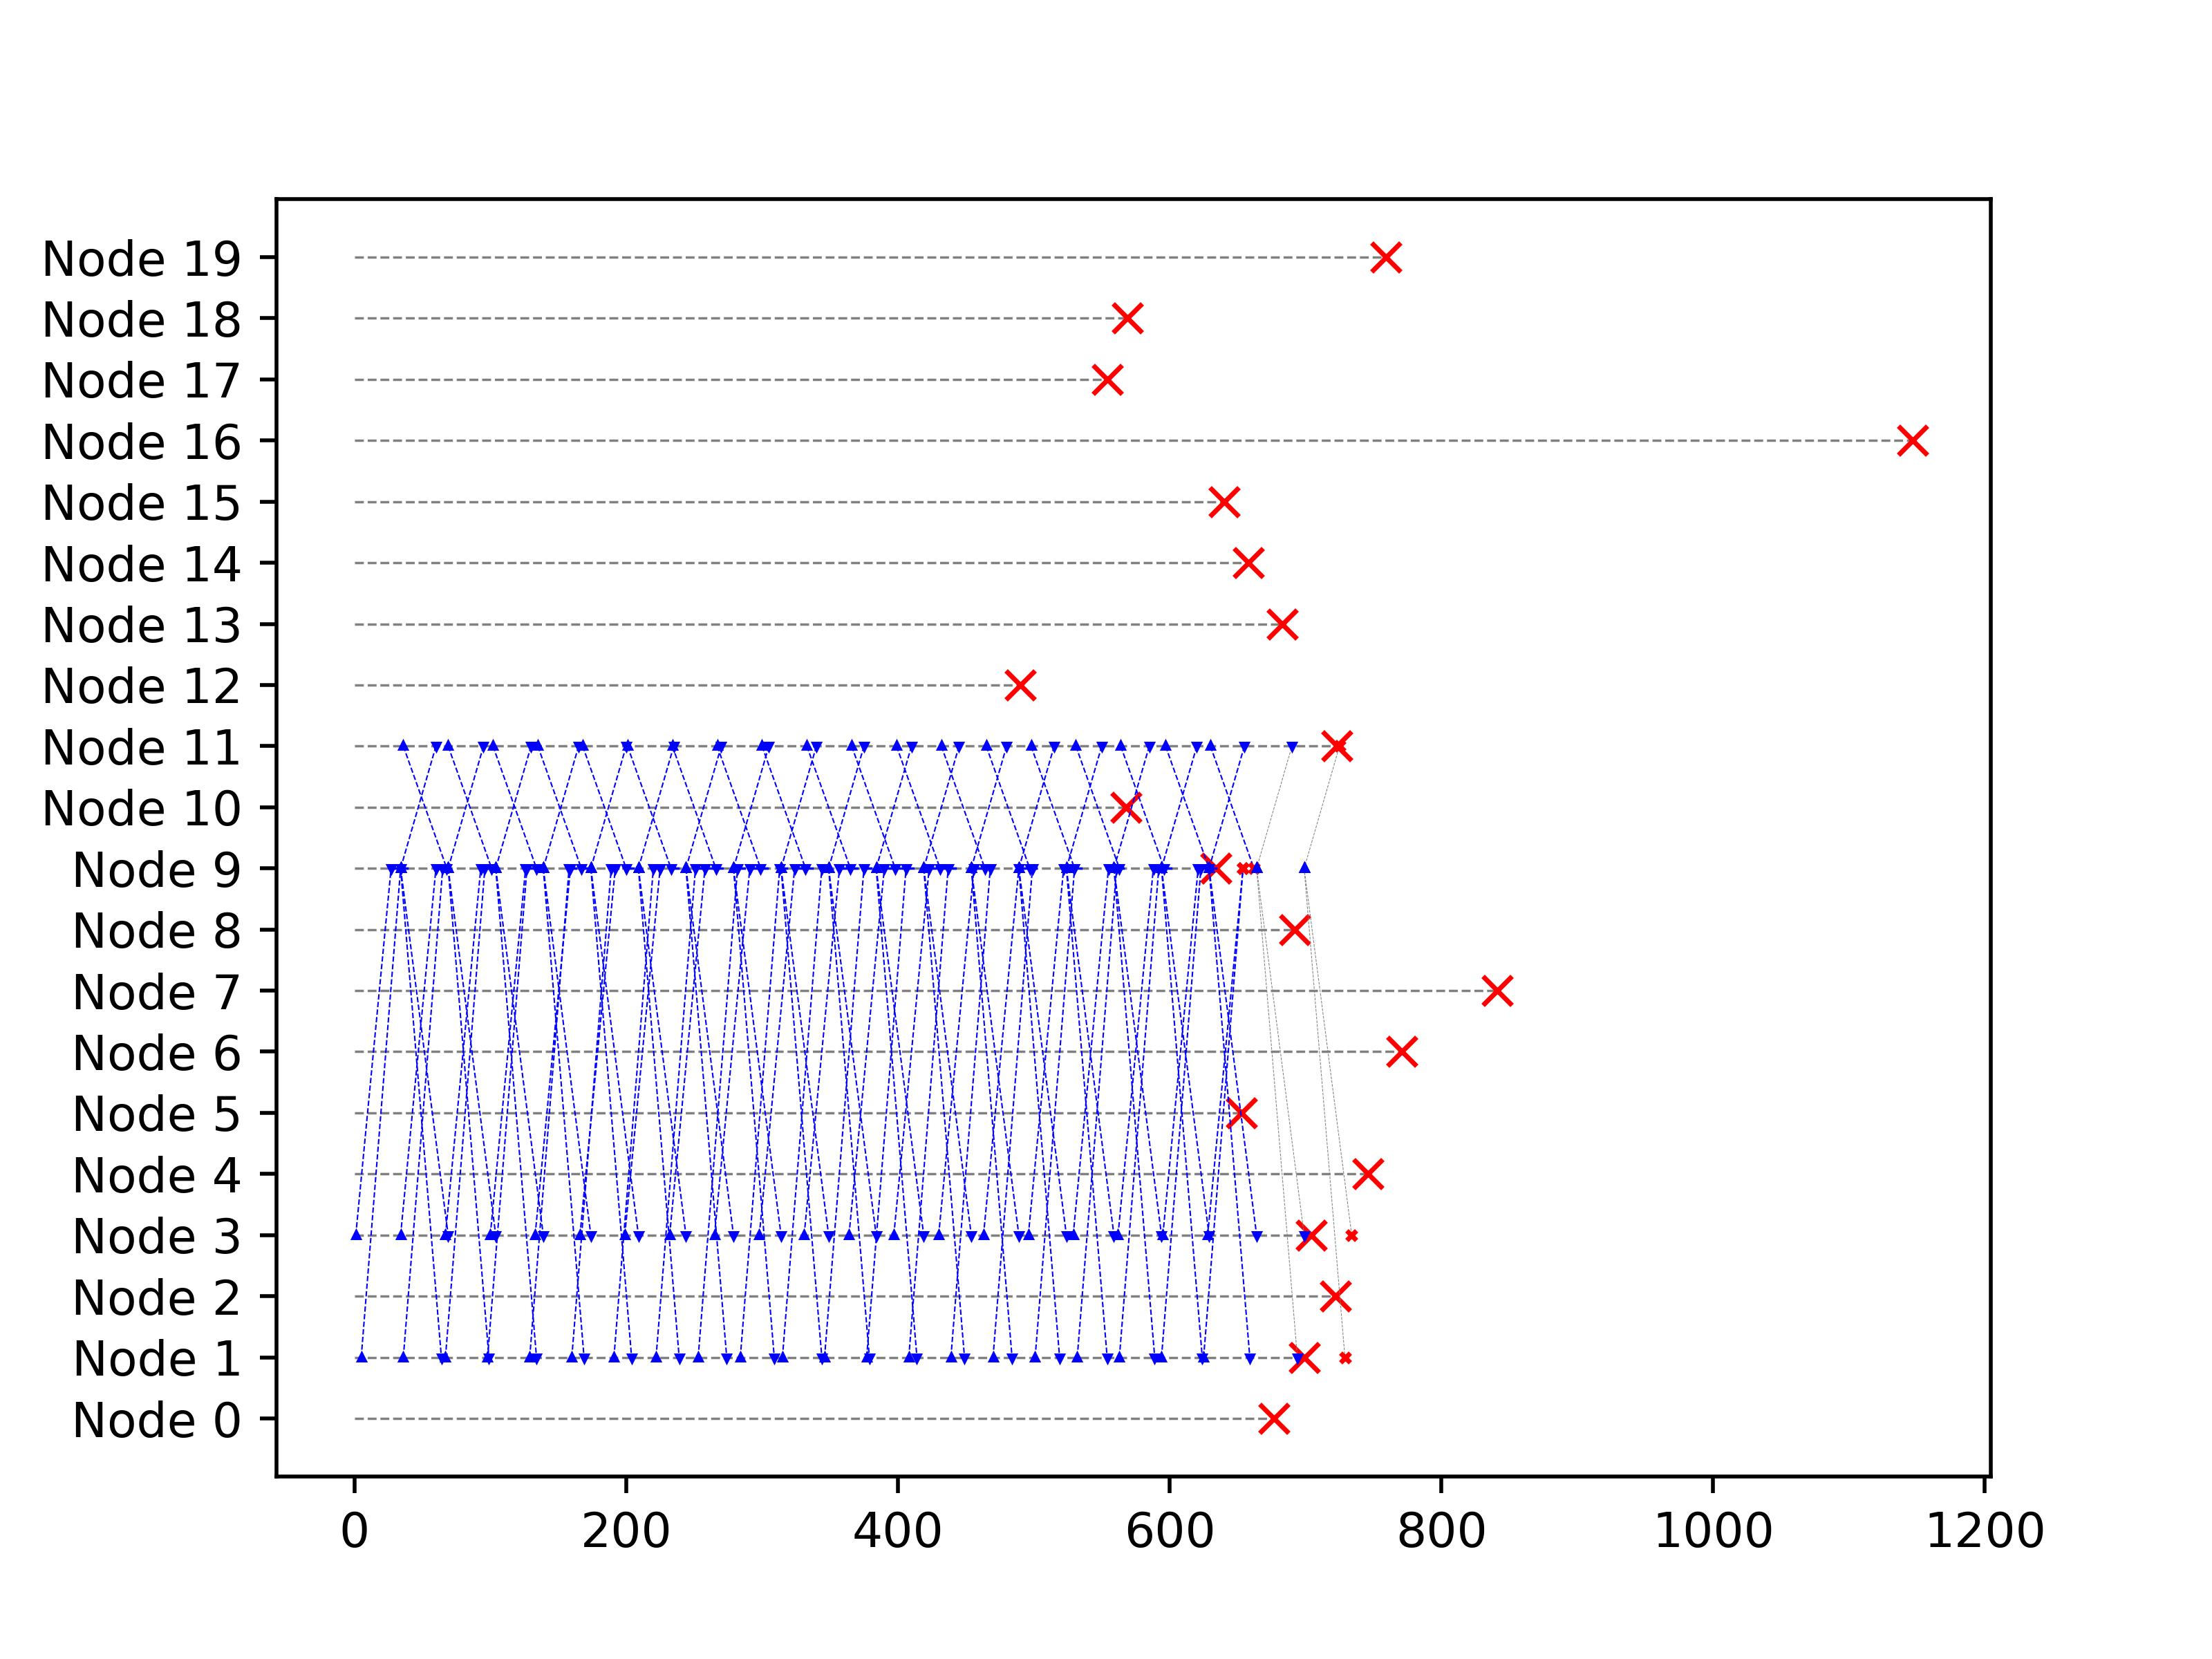 Node 19
Node 18
Node 17
Node 16
Node 15
Node 14
Node 13
Node 12
Node 11
Node 10
Node 9
Node 8
Node 7
Node 6
Node 5
Node 4
Node 3
Node 2
Node 1
Node 0
0 200 400 600 800 1000 1200